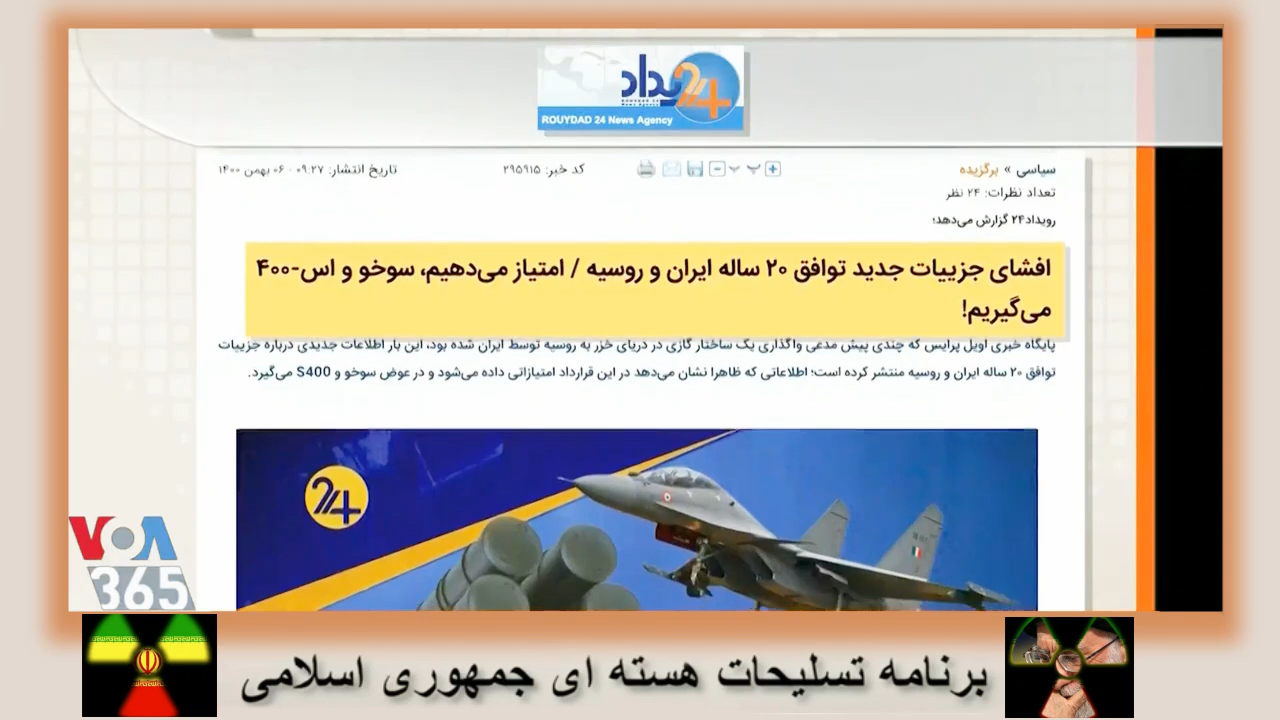 رویداد24
ROUYDAD 24
News Agency
ROUYDAD 24 News Agency
سیاسی » برگزیده
کد خبر: ۲۹۵۹۱۵
تاریخ انتشار: ۰۹:۲۷ - ۰۶ بهمن ۱۴۰۰
تعداد نظرات: ۲۴ نظر
رویداد۲۴ گزارش می‌دهد؛
افشای جزییات جدید توافق ۲۰ ساله ایران و روسیه / امتیاز می‌دهیم، سوخو و اس-۴۰۰
می‌گیریم!
پایگاه خبری اویل پرایس که چندی پیش مدعی واگذاری یک ساختار گازی در دریای خزر به روسیه توسط ایران شده بود، این بار اطلاعات جدیدی درباره جزییات
توافق ۲۰ ساله ایران و روسیه منتشر کرده است؛ اطلاعاتی که ظاهرا نشان می‌دهد در این قرارداد امتیازاتی داده می‌شود و در عوض سوخو و S400 می‌گیرد.
24
VOA
365
برنامه تسلیحات هسته ای جمهوری اسلامی